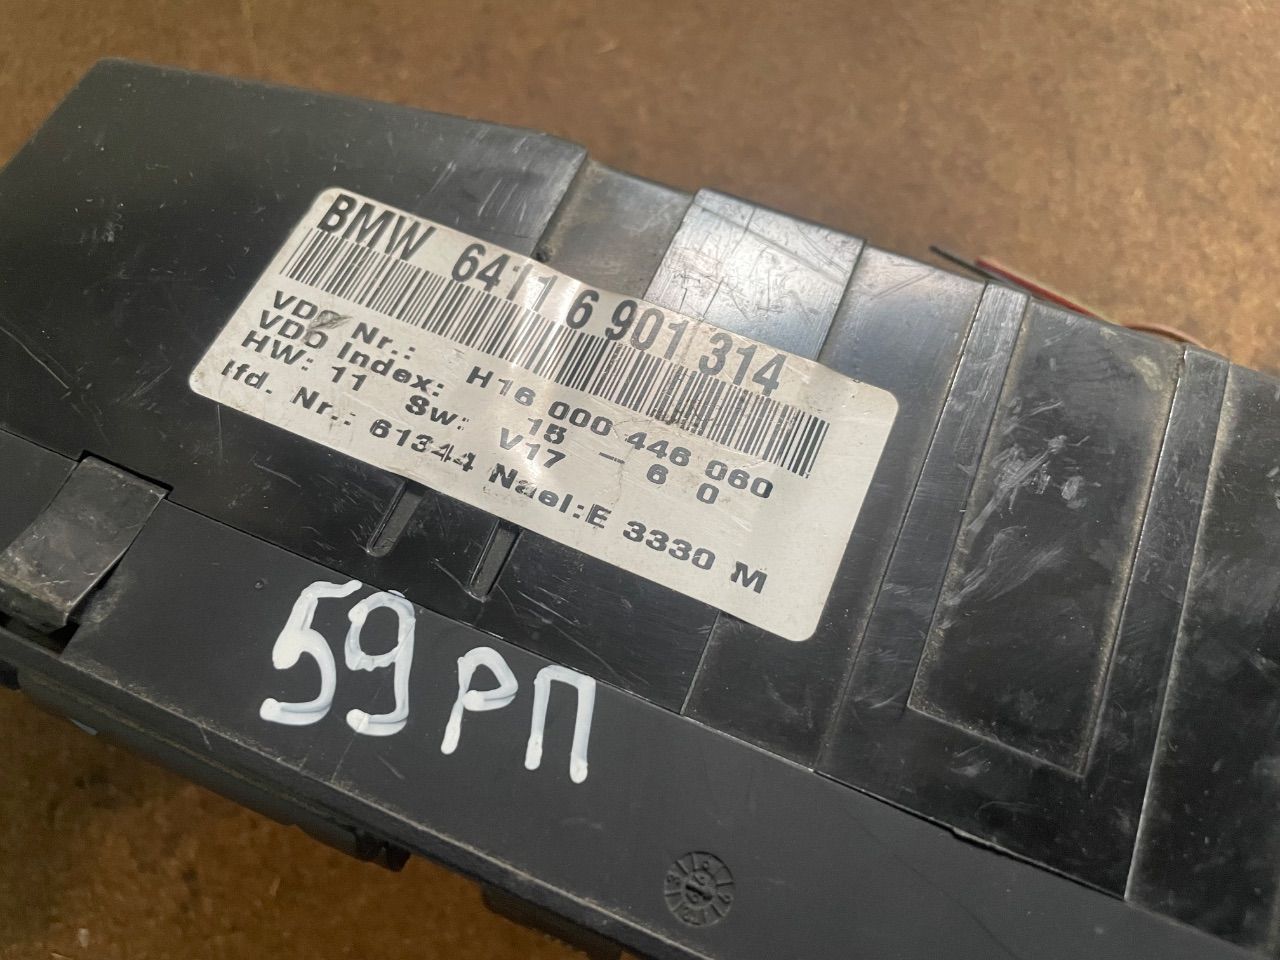 BMW 6411 6 901 314
VDO Nr.: H16 000 446 060
VDO Index: 15 - 6 0
HW: 11 Sw: V17
lfd. Nr.: 61344 Nael:E 3330 M
59 РП